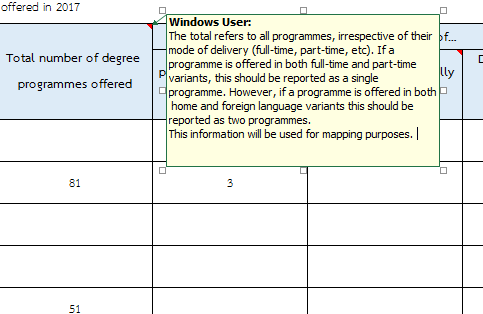 offered in 2017
Total number of degree
programmes offered
Windows User:
The total refers to all programmes, irrespective of their
mode of delivery (full-time, part-time, etc). If a
programme is offered in both full-time and part-time
variants, this should be reported as a single
programme. However, if a programme is offered in both
home and foreign language variants this should be
reported as two programmes.
This information will be used for mapping purposes.
of...
p
lly
D
81
3
51